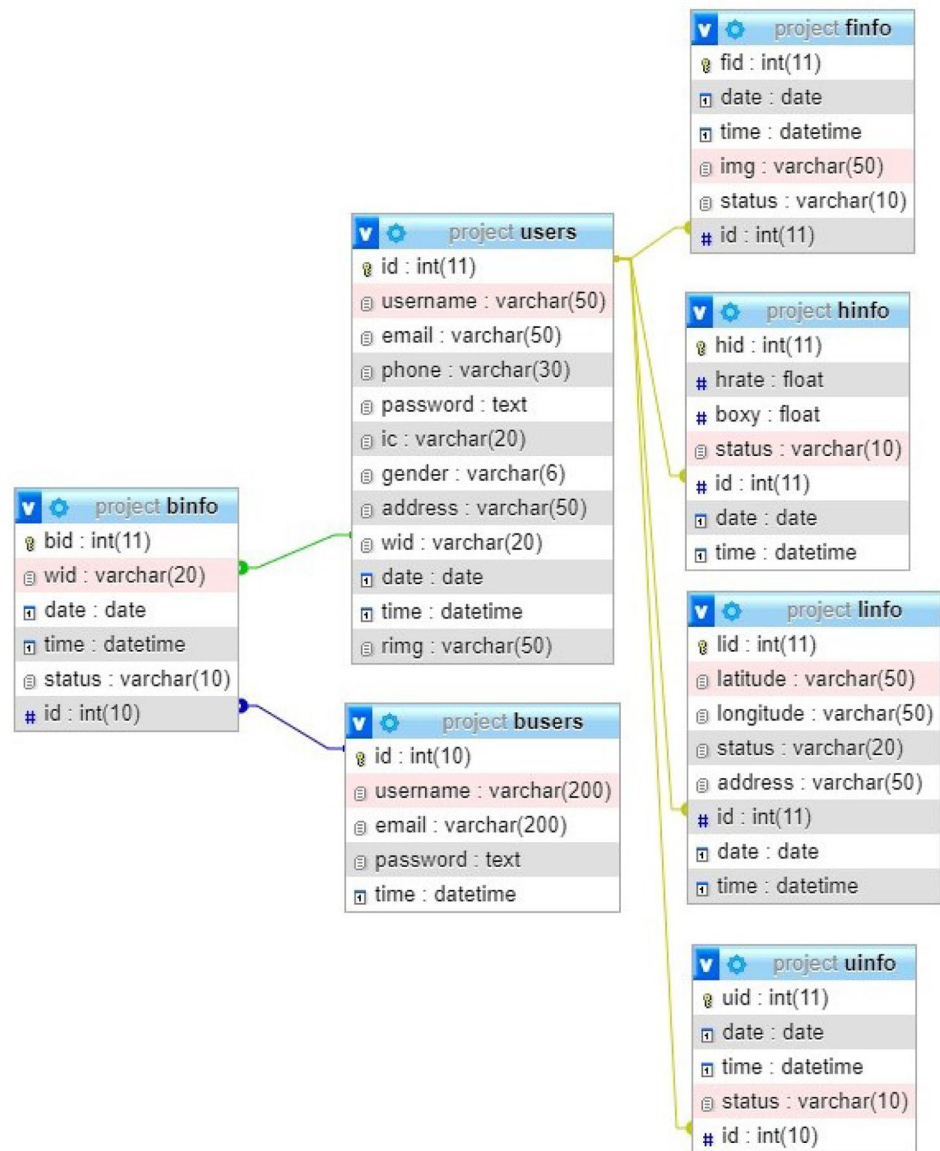 project finfo
fid : int(11)
date : date
time : datetime
img : varchar(50)
status : varchar(10)
# id : int(11)
project users
id : int(11)
username : varchar(50)
email : varchar(50)
phone : varchar(30)
password : text
ic : varchar(20)
gender : varchar(6)
address : varchar(50)
wid : varchar(20)
date : date
time : datetime
rimg : varchar(50)
project hinfo
hid : int(11)
# hrate : float
# boxy : float
status : varchar(10)
# id : int(11)
date : date
time : datetime
project binfo
bid : int(11)
wid : varchar(20)
date : date
time : datetime
status : varchar(10)
# id : int(10)
project linfo
lid : int(11)
latitude : varchar(50)
longitude : varchar(50)
status : varchar(20)
address : varchar(50)
# id : int(11)
date : date
time : datetime
project busers
id : int(10)
username : varchar(200)
email : varchar(200)
password : text
time : datetime
project uinfo
uid : int(11)
date : date
time : datetime
status : varchar(10)
# id : int(10)